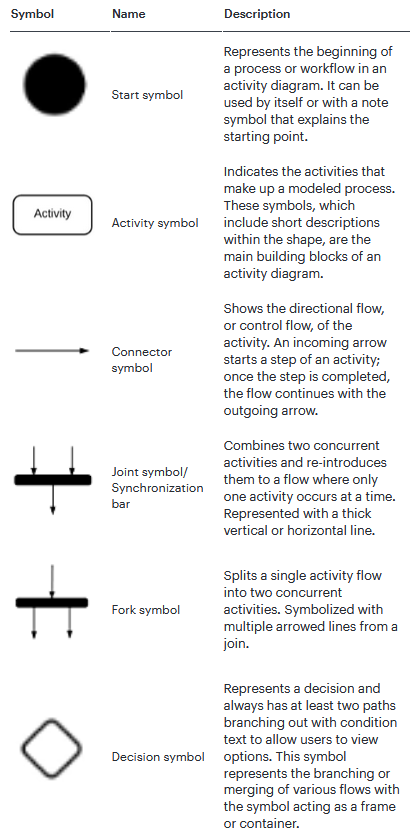 Symbol Name Description
Represents the beginning of
a process or workflow in an
activity diagram. It can be
used by itself or with a note
symbol that explains the
starting point.
Start symbol
Indicates the activities that
make up a modeled process.
These symbols, which
include short descriptions
within the shape, are the
main building blocks of an
activity diagram.
Activity
Activity symbol
Shows the directional flow,
or control flow, of the
activity. An incoming arrow
starts a step of an activity;
once the step is completed,
the flow continues with the
outgoing arrow.
Connector
symbol
Combines two concurrent
activities and re-introduces
them to a flow where only
one activity occurs at a time.
Represented with a thick
vertical or horizontal line.
Joint symbol/
Synchronization
bar
Splits a single activity flow
into two concurrent
activities. Symbolized with
multiple arrowed lines from a
join.
Fork symbol
Represents a decision and
always has at least two paths
branching out with condition
text to allow users to view
options. This symbol
represents the branching or
merging of various flows with
the symbol acting as a frame
or container.
Decision symbol